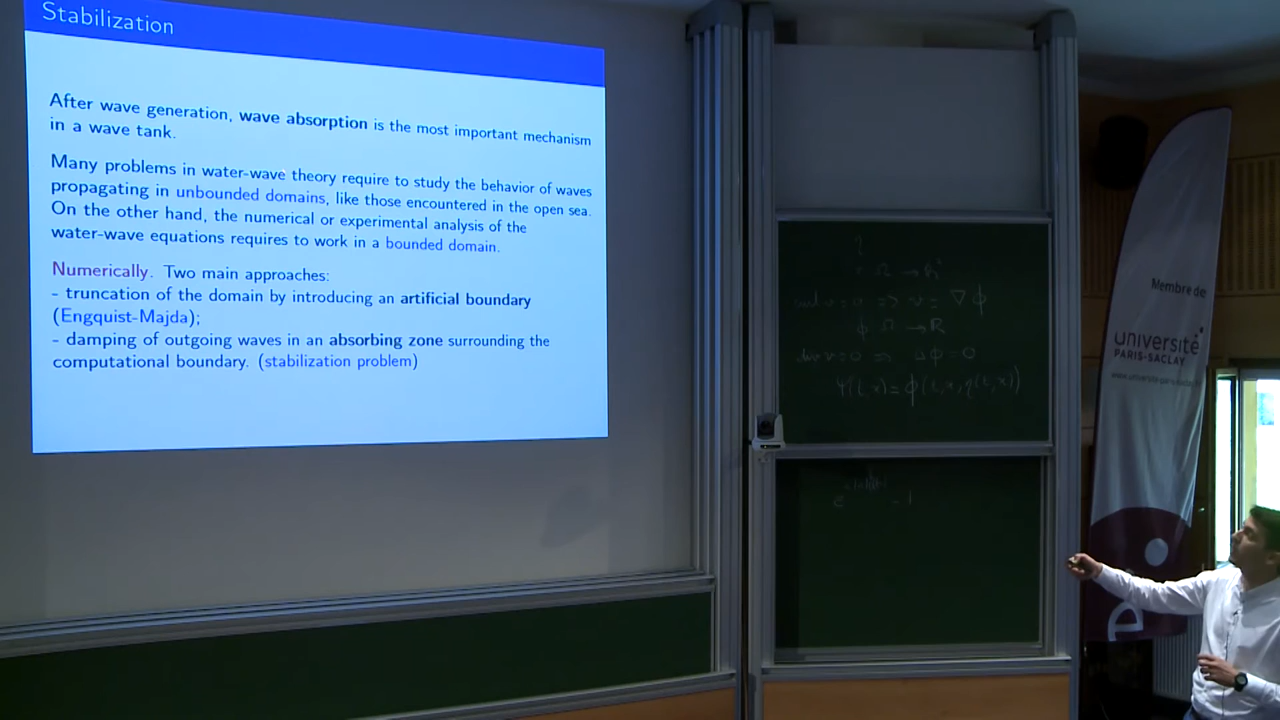 Stabilization
After wave generation, wave absorption is the most important mechanism
in a wave tank.
Many problems in water-wave theory require to study the behavior of waves
propagating in unbounded domains, like those encountered in the open sea.
On the other hand, the numerical or experimental analysis of the
water-wave equations requires to work in a bounded domain.
Numerically. Two main approaches:
- truncation of the domain by introducing an artificial boundary
(Engquist-Majda);
- damping of outgoing waves in an absorbing zone surrounding the
computational boundary. (stabilization problem)
⇒ v = ∇ϕ
ϕ Ω → R
Δϕ = 0
ψ(t,x) = ϕ(t,x,η(t,x))
Membre de
université
PARIS-SACLAY